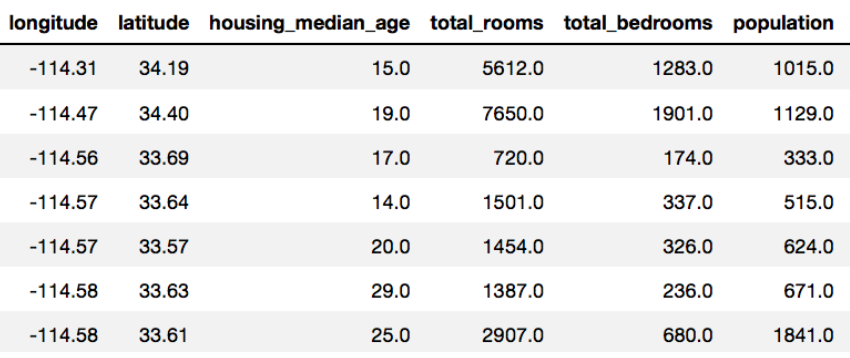 longitude latitude housing_median_age total_rooms total_bedrooms population
-114.31 34.19 15.0 5612.0 1283.0 1015.0
-114.47 34.40 19.0 7650.0 1901.0 1129.0
-114.56 33.69 17.0 720.0 174.0 333.0
-114.57 33.64 14.0 1501.0 337.0 515.0
-114.57 33.57 20.0 1454.0 326.0 624.0
-114.58 33.63 29.0 1387.0 236.0 671.0
-114.58 33.61 25.0 2907.0 680.0 1841.0